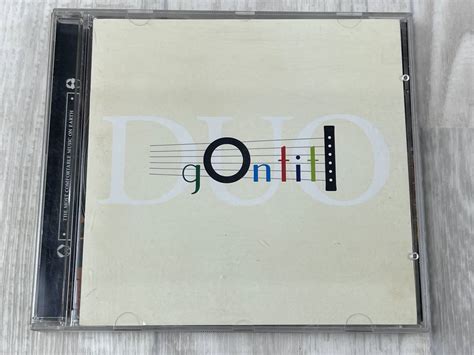 DUO
gOntiti
THE MOST COMFORTABLE MUSIC ON EARTH